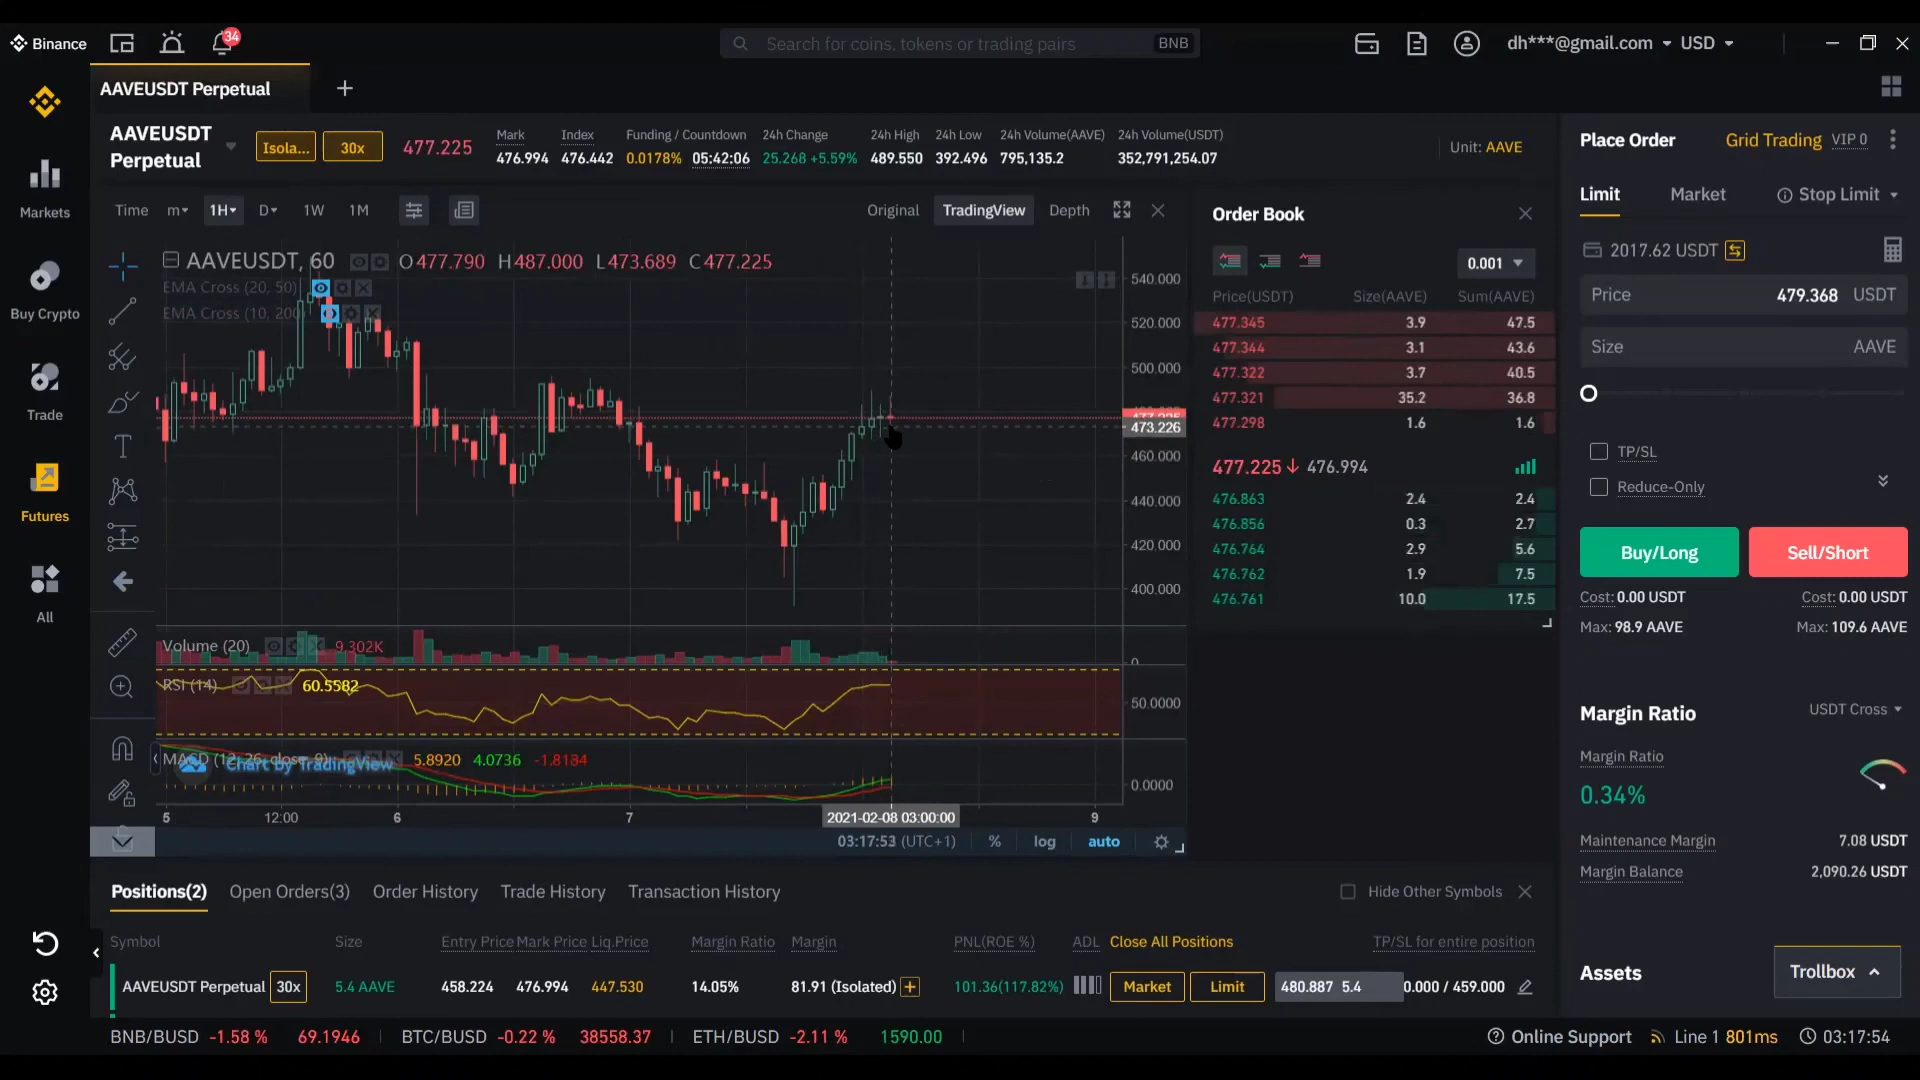 Binance
34
Search for coins, tokens or trading pairs BNB
dh***@gmail.com USD
AAVEUSDT Perpetual
Markets
Buy Crypto
Trade
Futures
All
AAVEUSDT Perpetual
Isola... 30x 477.225
Mark 476.994
Index 476.442
Funding / Countdown 0.0178% 05:42:06
24h Change 25.268 +5.59%
24h High 489.550
24h Low 392.496
24h Volume(AAVE) 795,135.2
24h Volume(USDT) 352,791,254.07
Unit: AAVE
Time m 1H D 1W 1M
Original TradingView Depth
AAVEUSDT, 60 O477.790 H487.000 L473.689 C477.225
EMA Cross (20, 50)
EMA Cross (10, 200)
540.000
520.000
500.000
473.226
460.000
440.000
420.000
400.000
Volume (20) 9.302K
0
RSI (14) 60.5582
50.0000
MACD (12, 26, close, 9) 5.8920 4.0736 -1.8184
Chart by TradingView
0.0000
5 12:00 6 7 2021-02-08 03:00:00 9
03:17:53 (UTC+1) % log auto
Order Book
0.001
Price(USDT) Size(AAVE) Sum(AAVE)
477.345 3.9 47.5
477.344 3.1 43.6
477.322 3.7 40.5
477.321 35.2 36.8
477.298 1.6 1.6
477.225 476.994
476.863 2.4 2.4
476.856 0.3 2.7
476.764 2.9 5.6
476.762 1.9 7.5
476.761 10.0 17.5
Place Order Grid Trading VIP 0
Limit Market Stop Limit
2017.62 USDT
Price 479.368 USDT
Size AAVE
TP/SL
Reduce-Only
Buy/Long Sell/Short
Cost: 0.00 USDT Cost: 0.00 USDT
Max: 98.9 AAVE Max: 109.6 AAVE
Margin Ratio USDT Cross
Margin Ratio
0.34%
Maintenance Margin 7.08 USDT
Margin Balance 2,090.26 USDT
Assets
Trollbox
Positions(2) Open Orders(3) Order History Trade History Transaction History
Hide Other Symbols
Symbol Size Entry Price Mark Price Liq.Price Margin Ratio Margin PNL(ROE %) ADL Close All Positions TP/SL for entire position
AAVEUSDT Perpetual 30x 5.4 AAVE 458.224 476.994 447.530 14.05% 81.91 (Isolated) 101.36(117.82%) Market Limit 480.887 5.4 0.000 / 459.000
BNB/BUSD -1.58 % 69.1946 BTC/BUSD -0.22 % 38558.37 ETH/BUSD -2.11 % 1590.00
Online Support Line 1 801ms 03:17:54